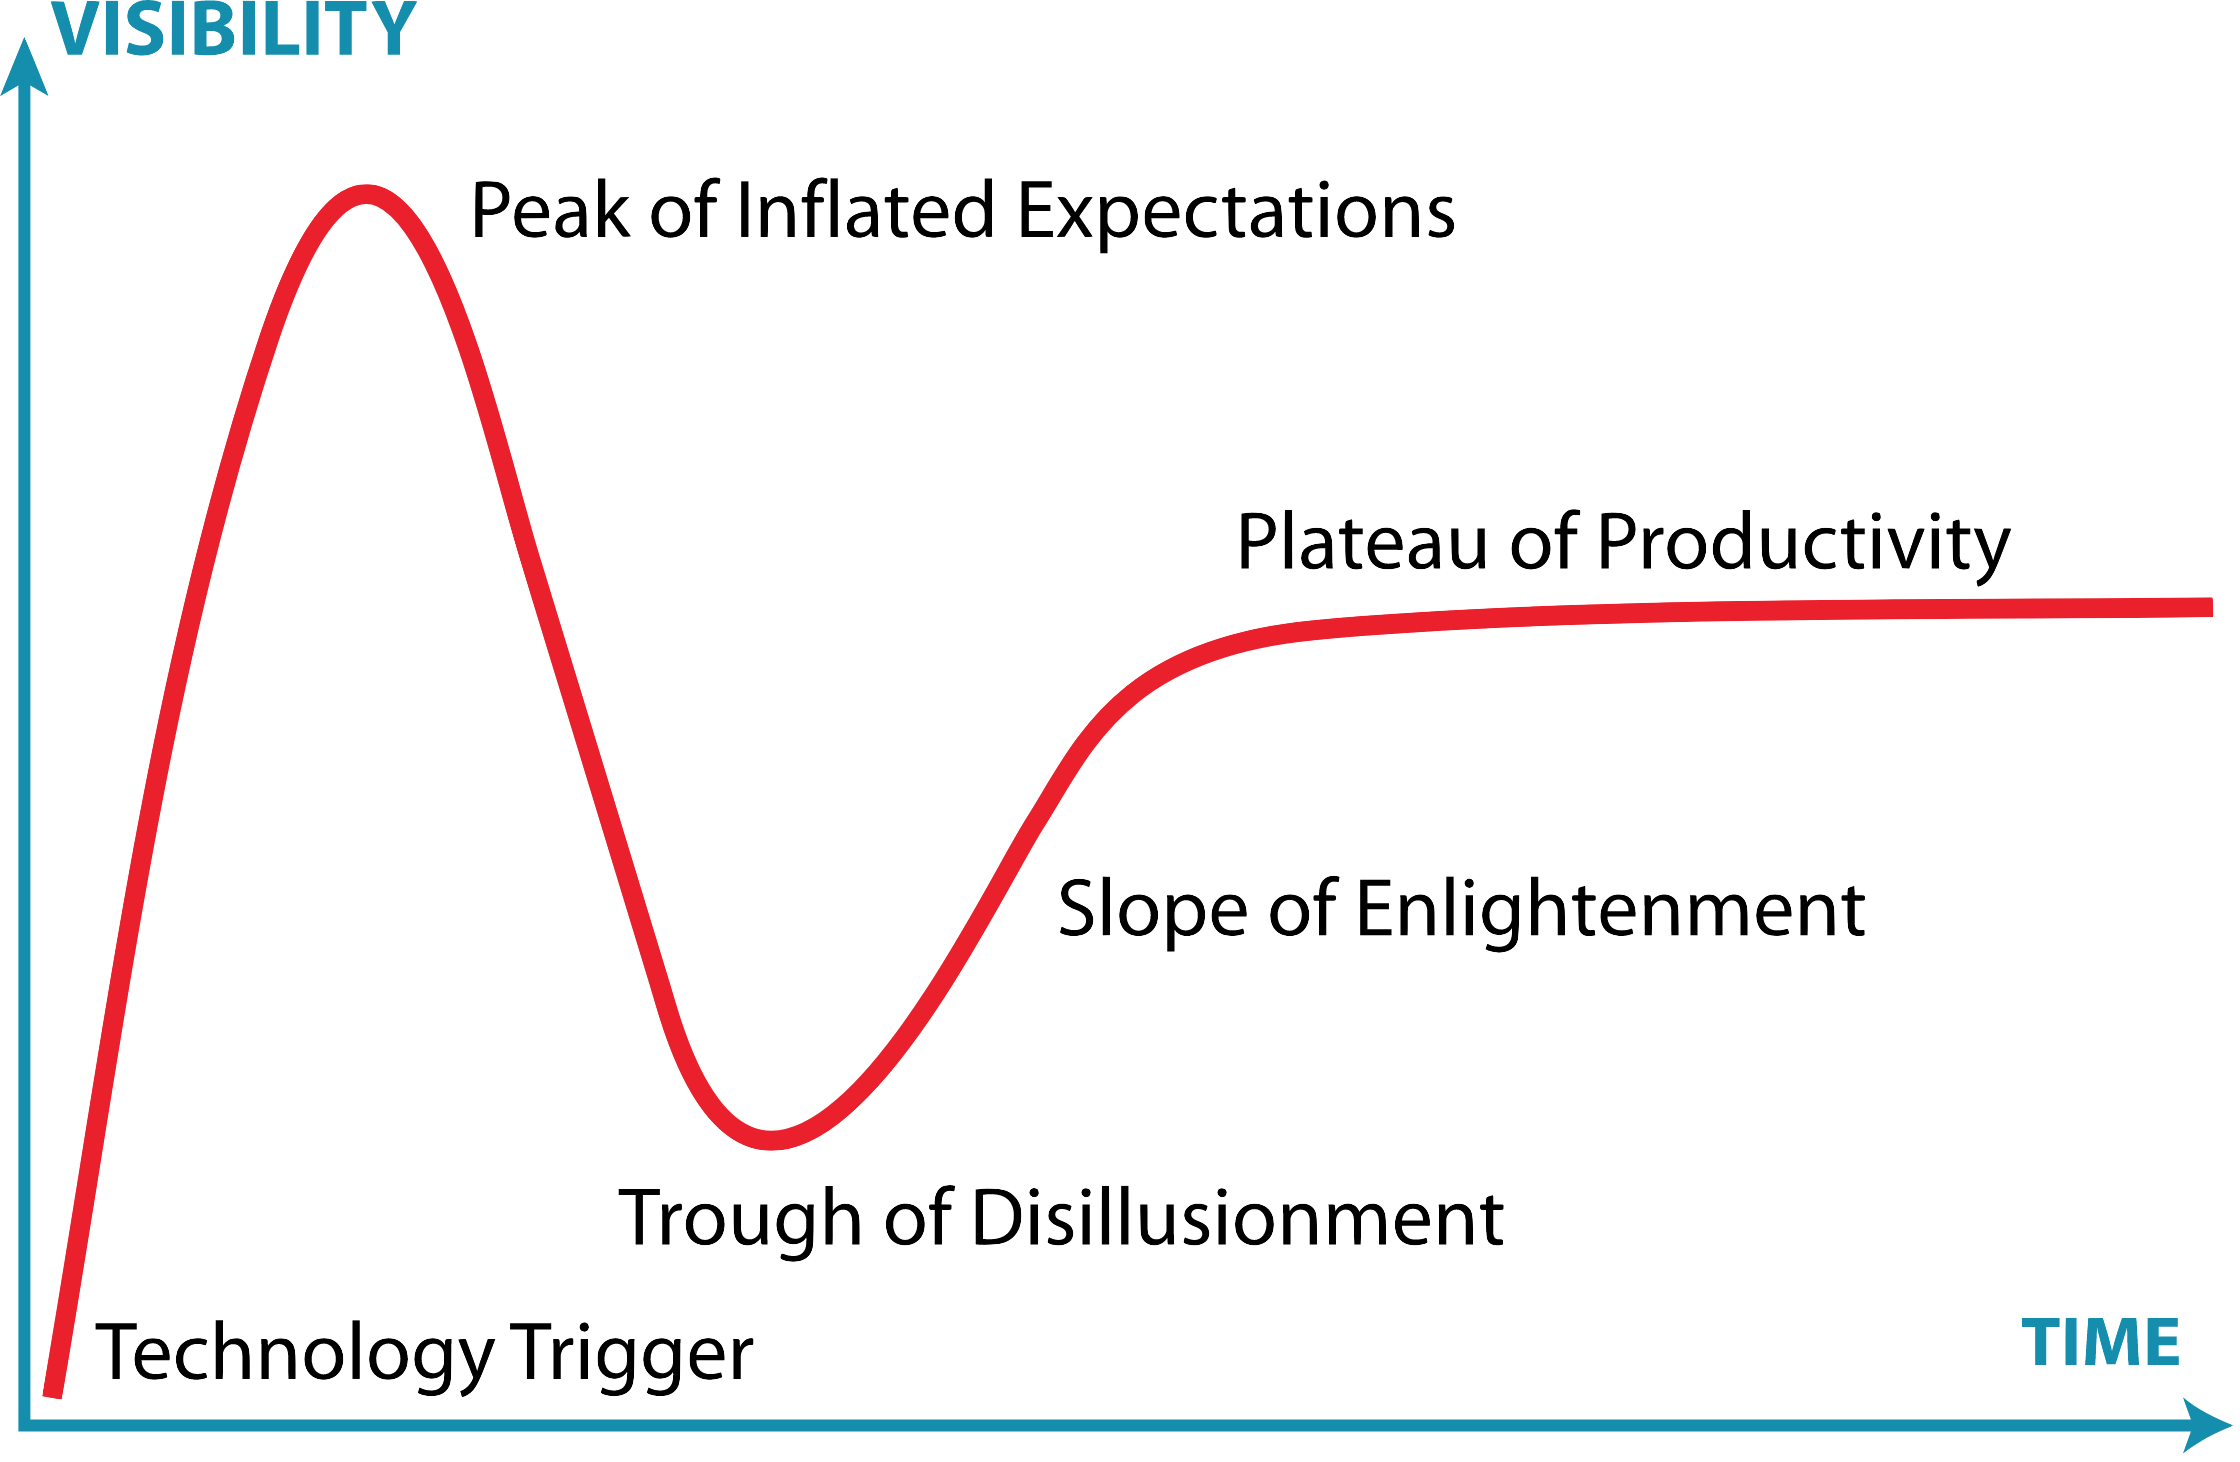 VISIBILITY
Peak of Inflated Expectations
Plateau of Productivity
Slope of Enlightenment
Trough of Disillusionment
Technology Trigger
TIME